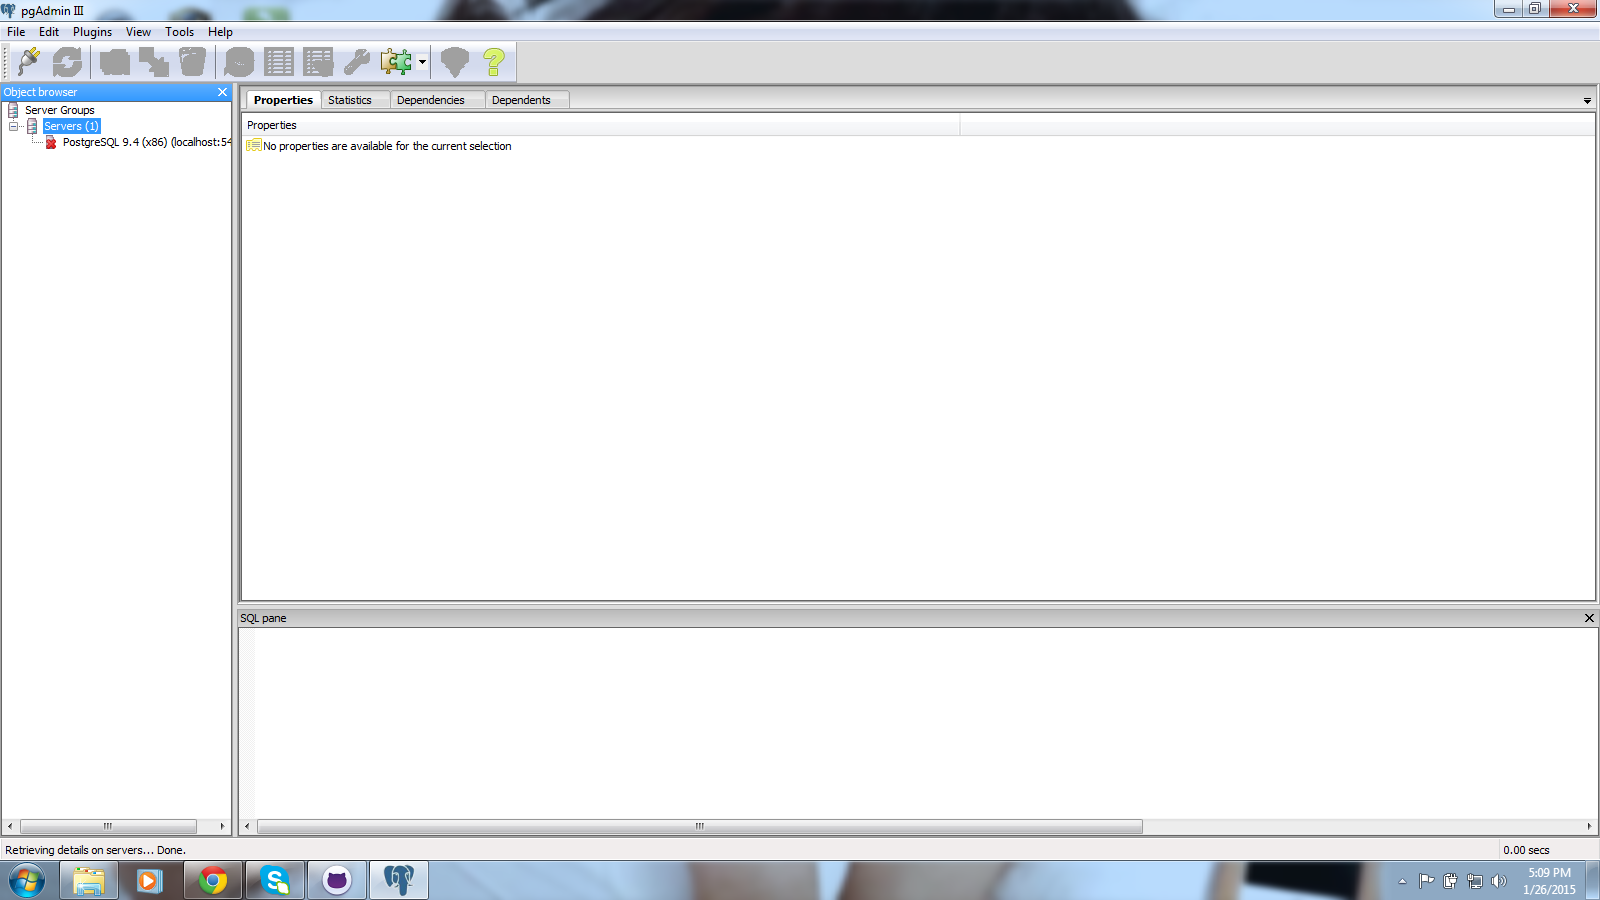 pgAdmin III
File Edit Plugins View Tools Help
Object browser
Server Groups
Servers (1)
PostgreSQL 9.4 (x86) (localhost:54
Properties Statistics Dependencies Dependents
Properties
No properties are available for the current selection
SQL pane
Retrieving details on servers... Done.
0.00 secs
5:09 PM
1/26/2015